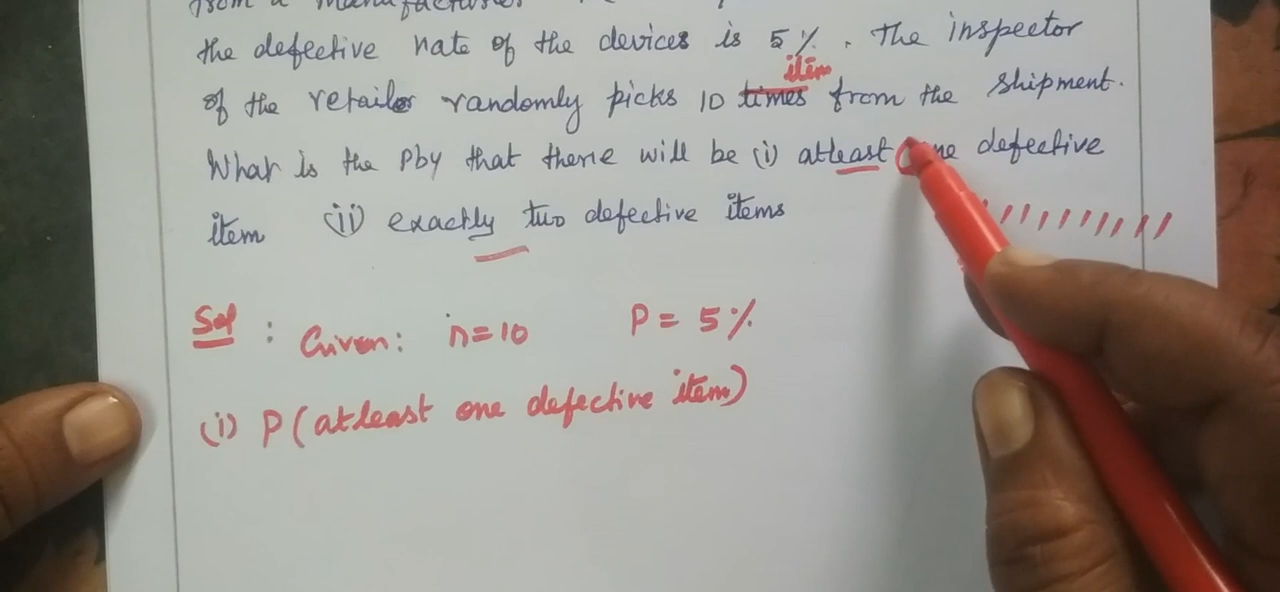 from a manufacturer
the defective rate of the devices is 5%. The inspector
item
of the retailer randomly picks 10 times from the shipment.
What is the Pby that there will be (i) atleast one defective
item (ii) exactly two defective items
Sol : Given: n=10 P = 5%
(i) P(atleast one defective item)